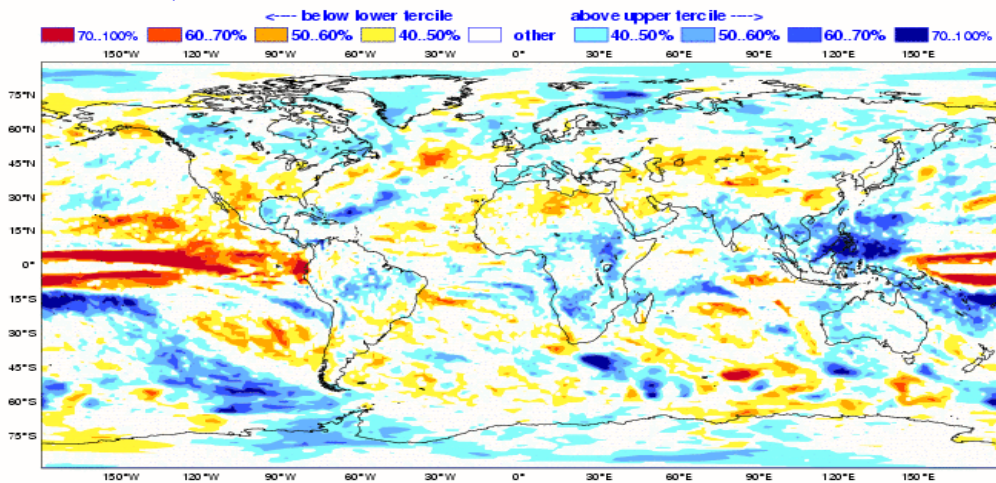 <---- below lower tercile above upper tercile ---->
70..100% 60..70% 50..60% 40..50% other 40..50% 50..60% 60..70% 70..100%
150°W 120°W 90°W 60°W 30°W 0° 30°E 60°E 90°E 120°E 150°E
75°N
60°N
45°N
30°N
15°N
0°
15°S
30°S
45°S
60°S
75°S
150°W 120°W 90°W 60°W 30°W 0° 30°E 60°E 90°E 120°E 150°E